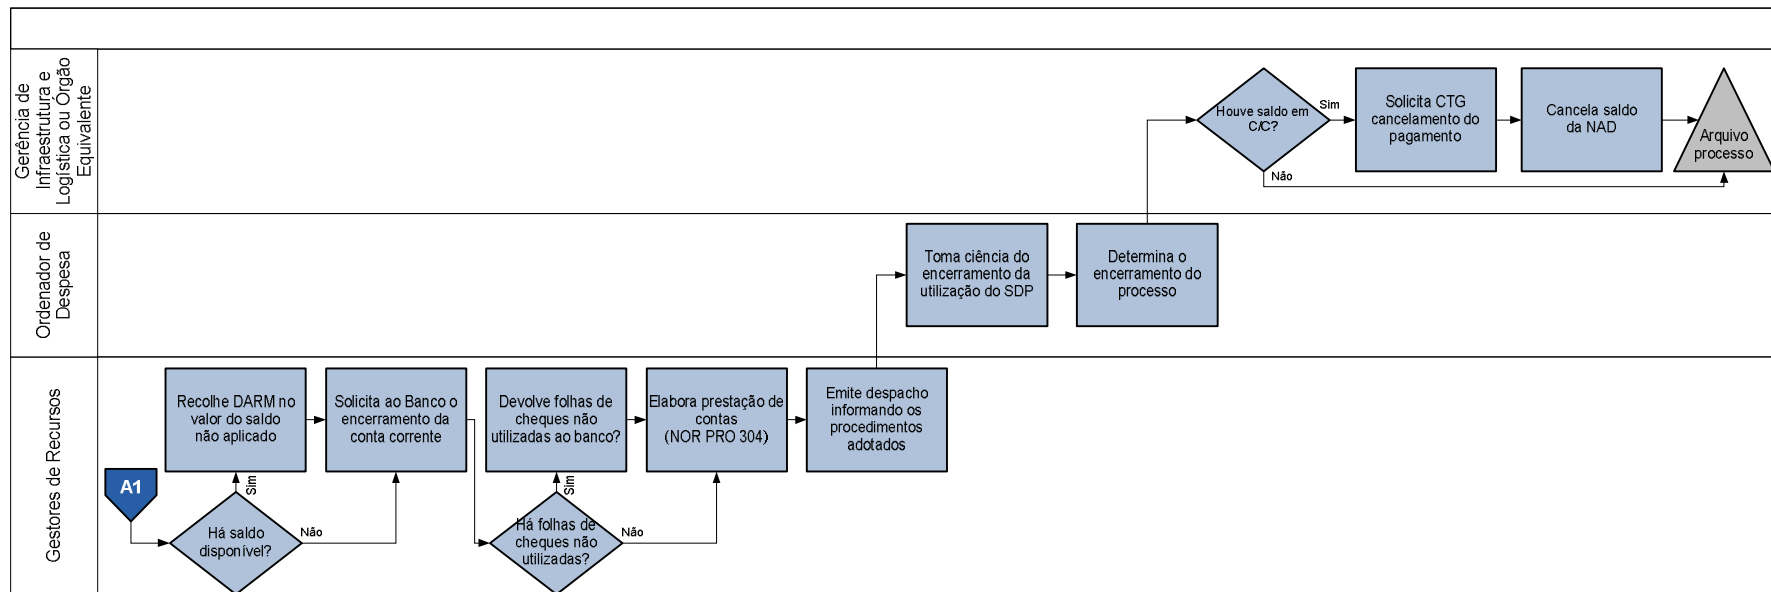 Gerência de
Infraestrutura e
Logística ou Órgão
Equivalente
Houve saldo em
C/C?
Sim
Não
Solicita CTG
cancelamento do
pagamento
Cancela saldo
da NAD
Arquivo
processo
Ordenador de
Despesa
Toma ciência do
encerramento da
utilização do SDP
Determina o
encerramento do
processo
Gestores de Recursos
A1
Há saldo
disponível?
Sim
Não
Recolhe DARM no
valor do saldo
não aplicado
Solicita ao Banco o
encerramento da
conta corrente
Há folhas de
cheques não
utilizadas?
Sim
Não
Devolve folhas de
cheques não
utilizadas ao banco?
Elabora prestação de
contas
(NOR PRO 304)
Emite despacho
informando os
procedimentos
adotados